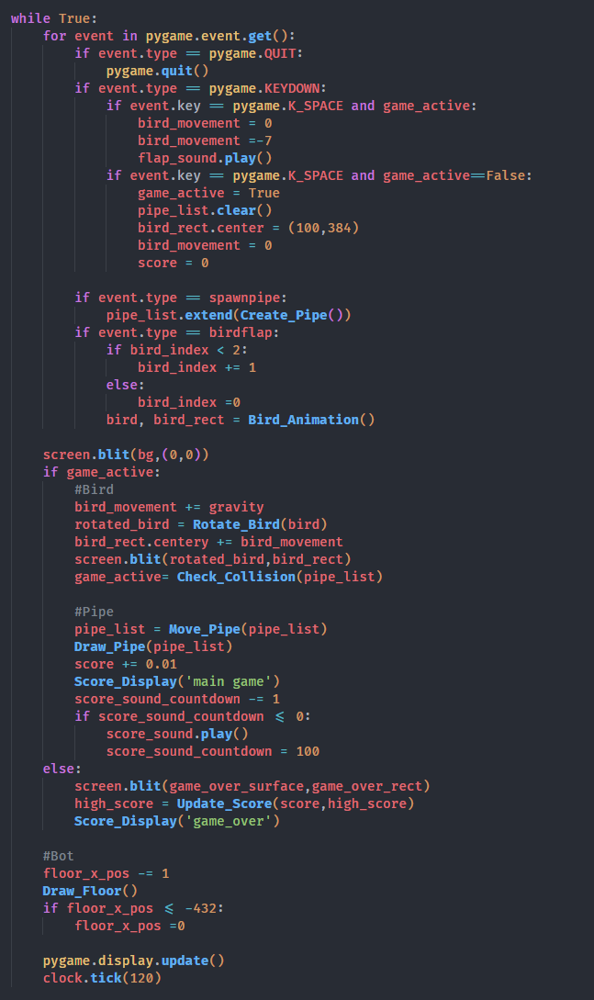 while True:
    for event in pygame.event.get():
        if event.type == pygame.QUIT:
            pygame.quit()
        if event.type == pygame.KEYDOWN:
            if event.key == pygame.K_SPACE and game_active:
                bird_movement = 0
                bird_movement =-7
                flap_sound.play()
            if event.key == pygame.K_SPACE and game_active==False:
                game_active = True
                pipe_list.clear()
                bird_rect.center = (100,384)
                bird_movement = 0
                score = 0

        if event.type == spawnpipe:
            pipe_list.extend(Create_Pipe())
        if event.type == birdflap:
            if bird_index < 2:
                bird_index += 1
            else:
                bird_index =0
            bird, bird_rect = Bird_Animation()

    screen.blit(bg,(0,0))
    if game_active:
        #Bird
        bird_movement += gravity
        rotated_bird = Rotate_Bird(bird)
        bird_rect.centery += bird_movement
        screen.blit(rotated_bird,bird_rect)
        game_active= Check_Collision(pipe_list)

        #Pipe
        pipe_list = Move_Pipe(pipe_list)
        Draw_Pipe(pipe_list)
        score += 0.01
        Score_Display('main game')
        score_sound_countdown -= 1
        if score_sound_countdown <= 0:
            score_sound.play()
            score_sound_countdown = 100
    else:
        screen.blit(game_over_surface,game_over_rect)
        high_score = Update_Score(score,high_score)
        Score_Display('game_over')

    #Bot
    floor_x_pos -= 1
    Draw_Floor()
    if floor_x_pos <= -432:
        floor_x_pos =0

    pygame.display.update()
    clock.tick(120)